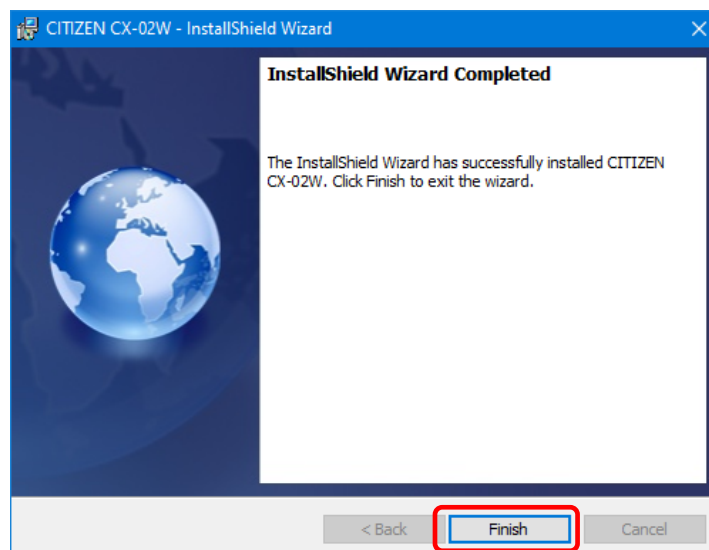 CITIZEN CX-02W - InstallShield Wizard
InstallShield Wizard Completed
The InstallShield Wizard has successfully installed CITIZEN
CX-02W. Click Finish to exit the wizard.
< Back Finish Cancel